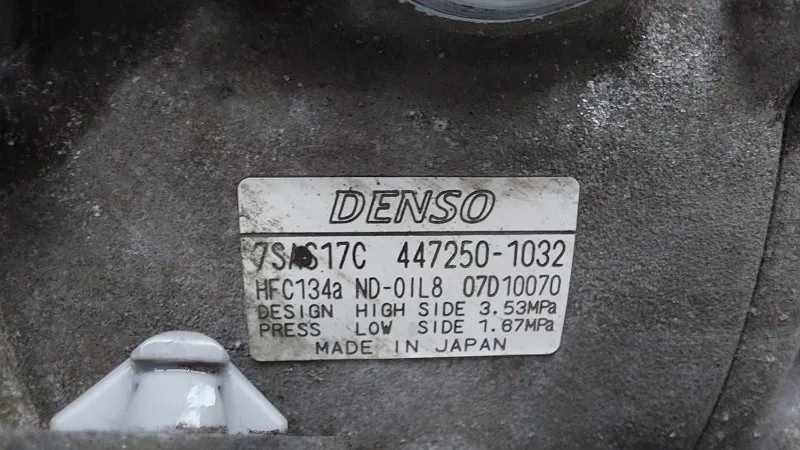 DENSO
7SAS17C 447250-1032
HFC134a ND-OIL8 07D10070
DESIGN HIGH SIDE 3.53MPa
PRESS LOW SIDE 1.67MPa
MADE IN JAPAN